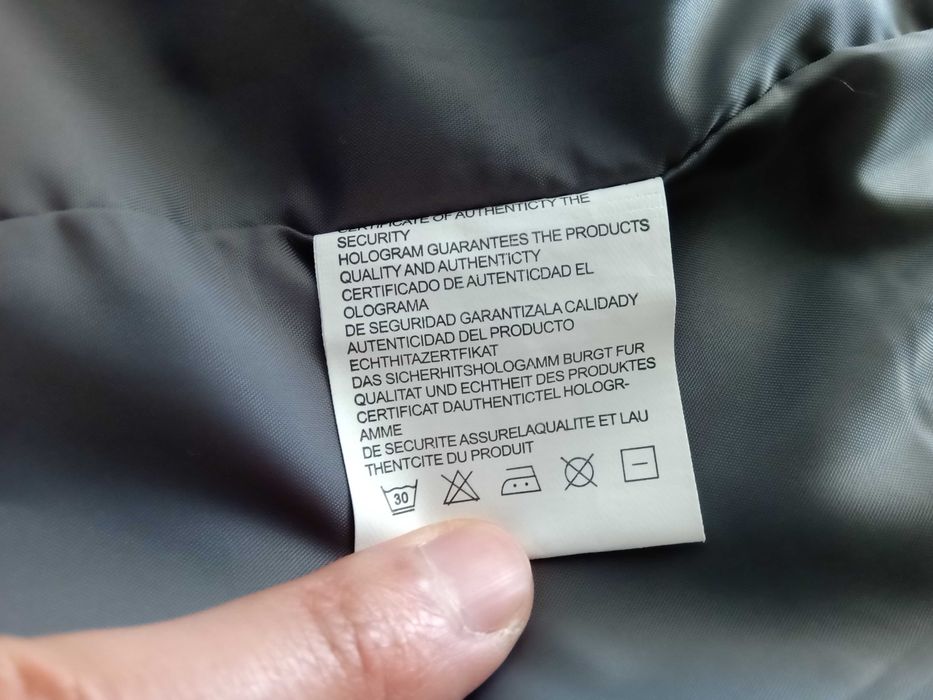 CERTIFICATE OF AUTHENTICTY THE
SECURITY
HOLOGRAM GUARANTEES THE PRODUCTS
QUALITY AND AUTHENTICTY
CERTIFICADO DE AUTENTICDAD EL
OLOGRAMA
DE SEGURIDAD GARANTIZALA CALIDADY
AUTENTICIDAD DEL PRODUCTO
ECHTHITAZERTFIKAT
DAS SICHERHITSHOLOGAMM BURGT FUR
QUALITAT UND ECHTHEIT DES PRODUKTES
CERTIFICAT DAUTHENTICTEL HOLOGR-
AMME
DE SECURITE ASSURELAQUALITE ET LAU
THENTCITE DU PRODUIT
30